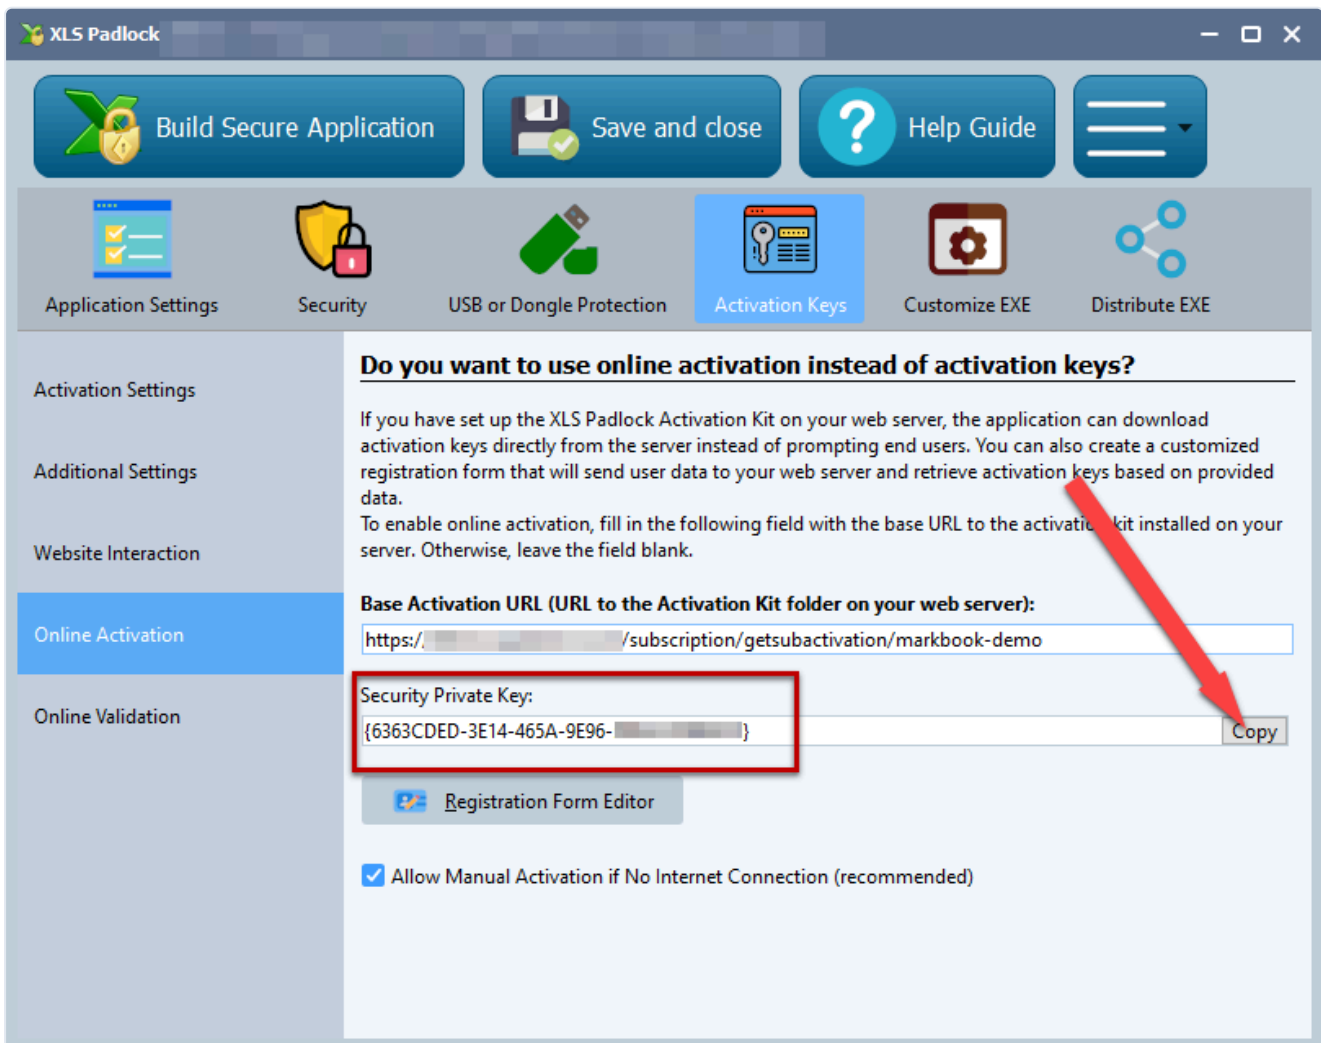 XLS Padlock
Build Secure Application
Save and close
Help Guide
Application Settings
Security
USB or Dongle Protection
Activation Keys
Customize EXE
Distribute EXE
Activation Settings
Additional Settings
Website Interaction
Online Activation
Online Validation
Do you want to use online activation instead of activation keys?
If you have set up the XLS Padlock Activation Kit on your web server, the application can download
activation keys directly from the server instead of prompting end users. You can also create a customized
registration form that will send user data to your web server and retrieve activation keys based on provided
data.
To enable online activation, fill in the following field with the base URL to the activation kit installed on your
server. Otherwise, leave the field blank.
Base Activation URL (URL to the Activation Kit folder on your web server):
https:// /subscription/getsubactivation/markbook-demo
Security Private Key:
{6363CDED-3E14-465A-9E96- }
Copy
Registration Form Editor
Allow Manual Activation if No Internet Connection (recommended)